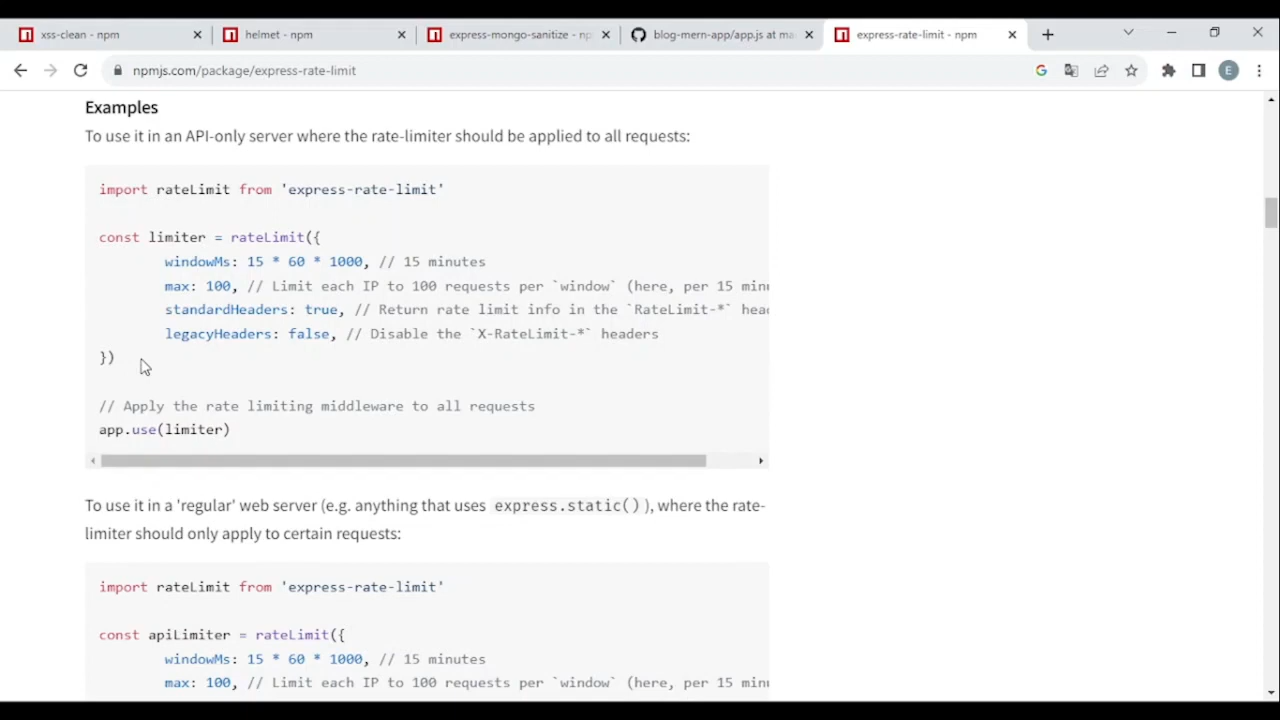 xss-clean - npm
helmet - npm
express-mongo-sanitize - np
blog-mern-app/app.js at ma
express-rate-limit - npm
npmjs.com/package/express-rate-limit
E
Examples
To use it in an API-only server where the rate-limiter should be applied to all requests:
import rateLimit from 'express-rate-limit'
const limiter = rateLimit({
windowMs: 15 * 60 * 1000, // 15 minutes
max: 100, // Limit each IP to 100 requests per `window` (here, per 15 minu
standardHeaders: true, // Return rate limit info in the `RateLimit-*` head
legacyHeaders: false, // Disable the `X-RateLimit-*` headers
})
// Apply the rate limiting middleware to all requests
app.use(limiter)
To use it in a 'regular' web server (e.g. anything that uses express.static()), where the rate-
limiter should only apply to certain requests:
import rateLimit from 'express-rate-limit'
const apiLimiter = rateLimit({
windowMs: 15 * 60 * 1000, // 15 minutes
max: 100, // Limit each IP to 100 requests per `window` (here, per 15 minu